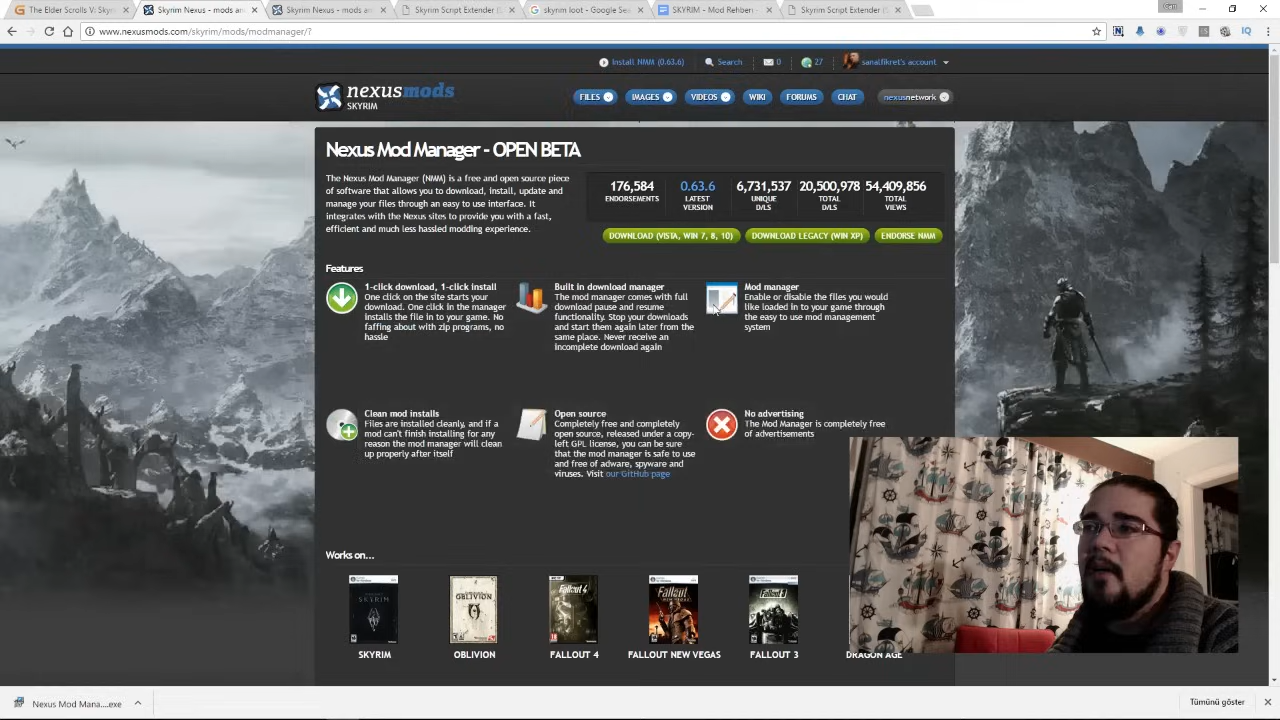 The Elder Scrolls V: Sky
Skyrim Nexus - mods and
Skyrim Nexus - mods and
Skyrim Script Extender (
skyrim loot - Google Se
SKYRIM - Mod Rehberi
Skyrim Script Extender (
www.nexusmods.com/skyrim/mods/modmanager/?
Install NMM (0.63.6)
Search
0
27
sanalfikret's account
nexusmods
SKYRIM
FILES
IMAGES
VIDEOS
WIKI
FORUMS
CHAT
nexusnetwork
Nexus Mod Manager - OPEN BETA
The Nexus Mod Manager (NMM) is a free and open source piece
of software that allows you to download, install, update and
manage your files through an easy to use interface. It
integrates with the Nexus sites to provide you with a fast,
efficient and much less hassled modding experience.
176,584
ENDORSEMENTS
0.63.6
LATEST
VERSION
6,731,537
UNIQUE
D/LS
20,500,978
TOTAL
D/LS
54,409,856
TOTAL
VIEWS
DOWNLOAD (VISTA, WIN 7, 8, 10)
DOWNLOAD LEGACY (WIN XP)
ENDORSE NMM
Features
1-click download, 1-click install
One click on the site starts your
download. One click in the manager
installs the file in to your game. No
faffing about with zip programs, no
hassle
Built in download manager
The mod manager comes with full
download pause and resume
functionality. Stop your downloads
and start them again later from the
same place. Never receive an
incomplete download again
Mod manager
Enable or disable the files you would
like loaded in to your game through
the easy to use mod management
system
Clean mod installs
Files are installed cleanly, and if a
mod can't finish installing for any
reason the mod manager will clean
up properly after itself
Open source
Completely free and completely
open source, released under a copy-
left GPL license, you can be sure
that the mod manager is safe to use
and free of adware, spyware and
viruses. Visit our GitHub page
No advertising
The Mod Manager is completely free
of advertisements
Works on...
SKYRIM
OBLIVION
FALLOUT 4
FALLOUT NEW VEGAS
FALLOUT 3
DRAGON AGE
Nexus Mod Mana....exe
Tümünü göster